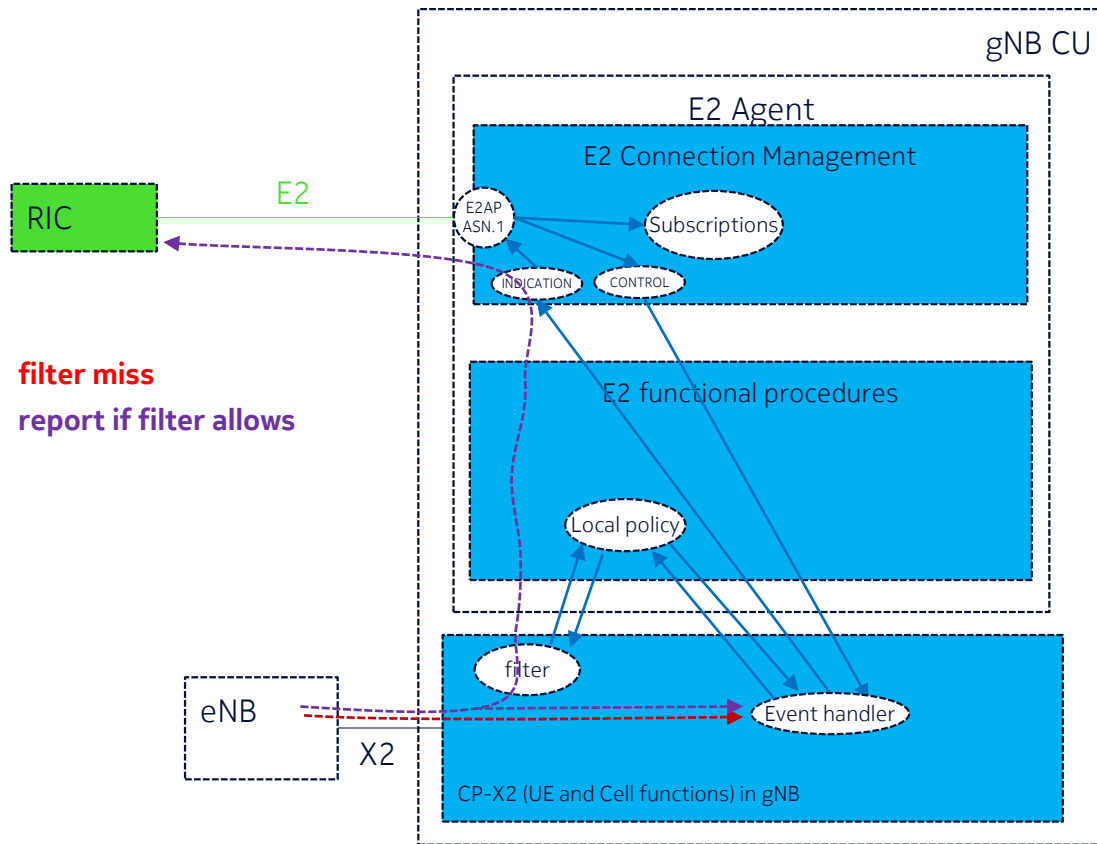 gNB CU
E2 Agent
E2 Connection Management
E2
RIC
E2AP
ASN.1
Subscriptions
INDICATION
CONTROL
filter miss
report if filter allows
E2 functional procedures
Local policy
filter
eNB
Event handler
X2
CP-X2 (UE and Cell functions) in gNB